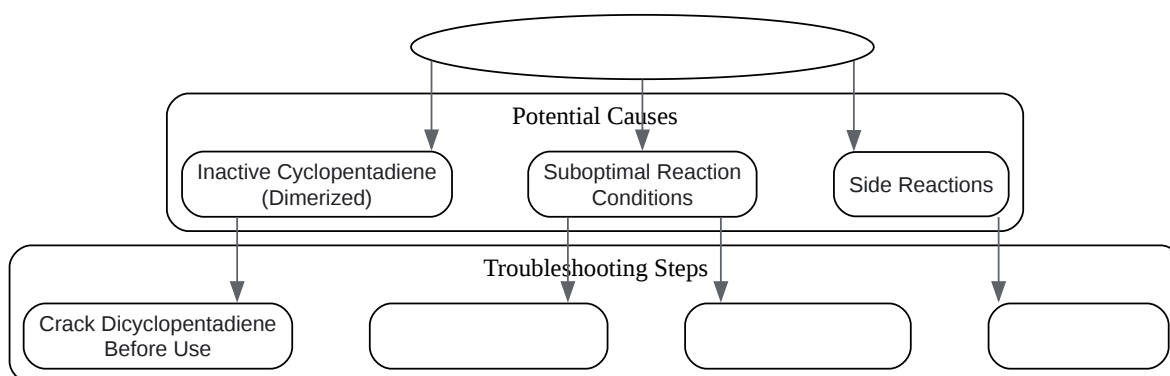 Potential Causes
Inactive Cyclopentadiene
(Dimerized)
Suboptimal Reaction
Conditions
Side Reactions
Troubleshooting Steps
Crack Dicyclopentadiene
Before Use